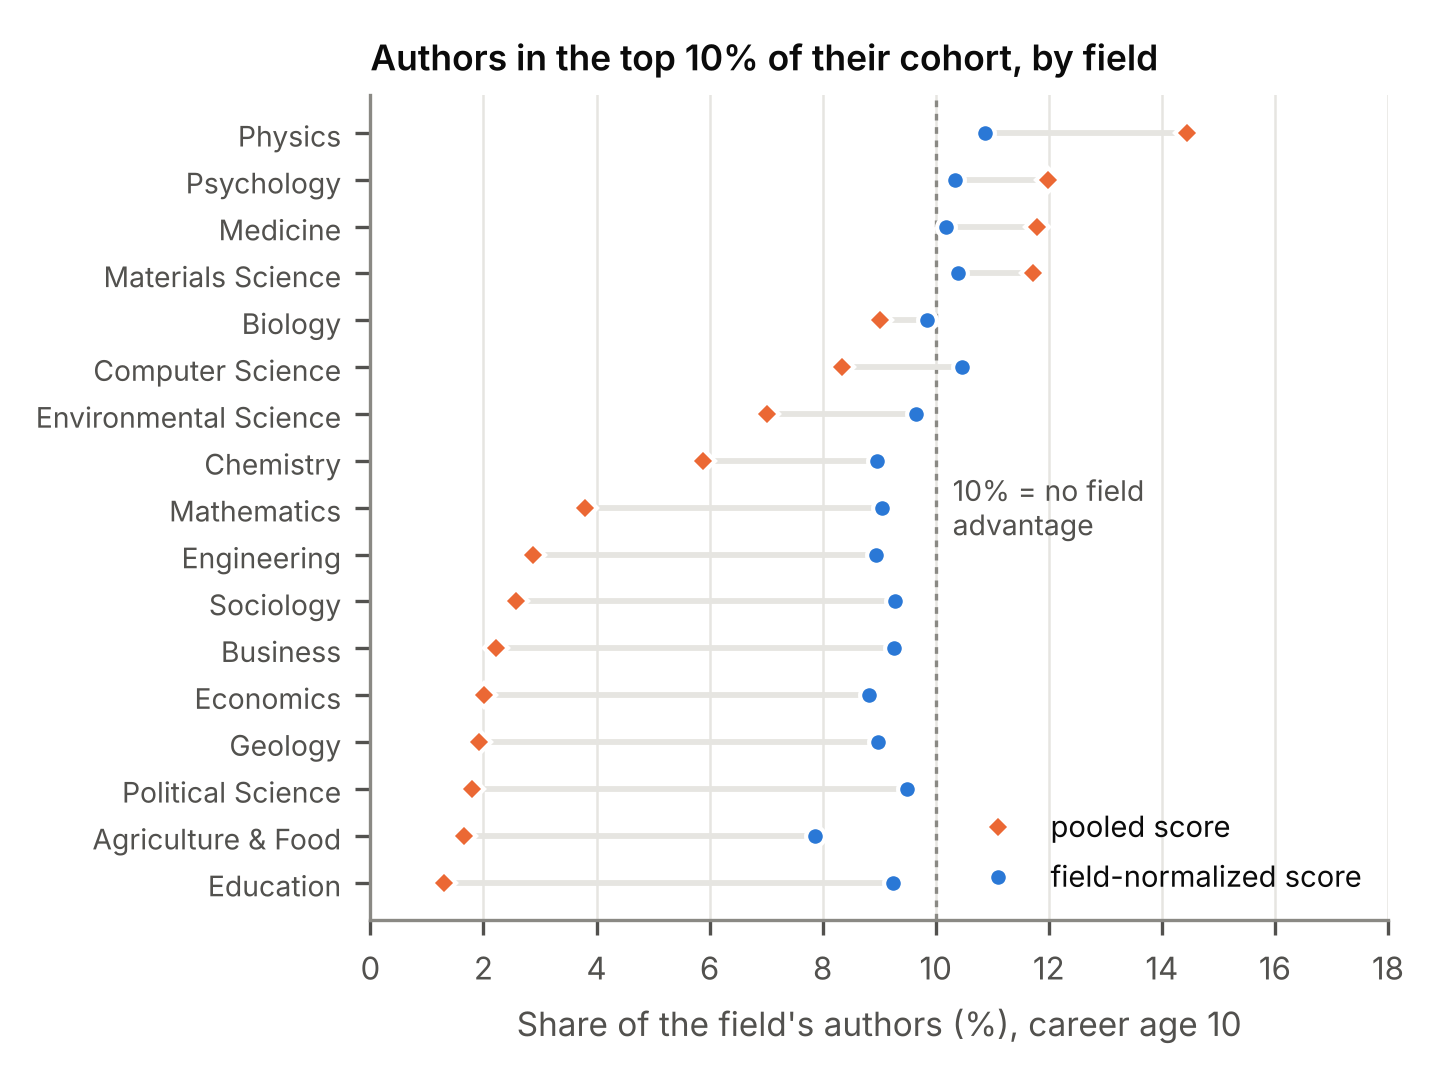 Authors in the top 10% of their cohort, by field
Physics
Psychology
Medicine
Materials Science
Biology
Computer Science
Environmental Science
Chemistry
Mathematics
Engineering
Sociology
Business
Economics
Geology
Political Science
Agriculture & Food
Education
10% = no field
advantage
pooled score
field-normalized score
0 2 4 6 8 10 12 14 16 18
Share of the field's authors (%), career age 10